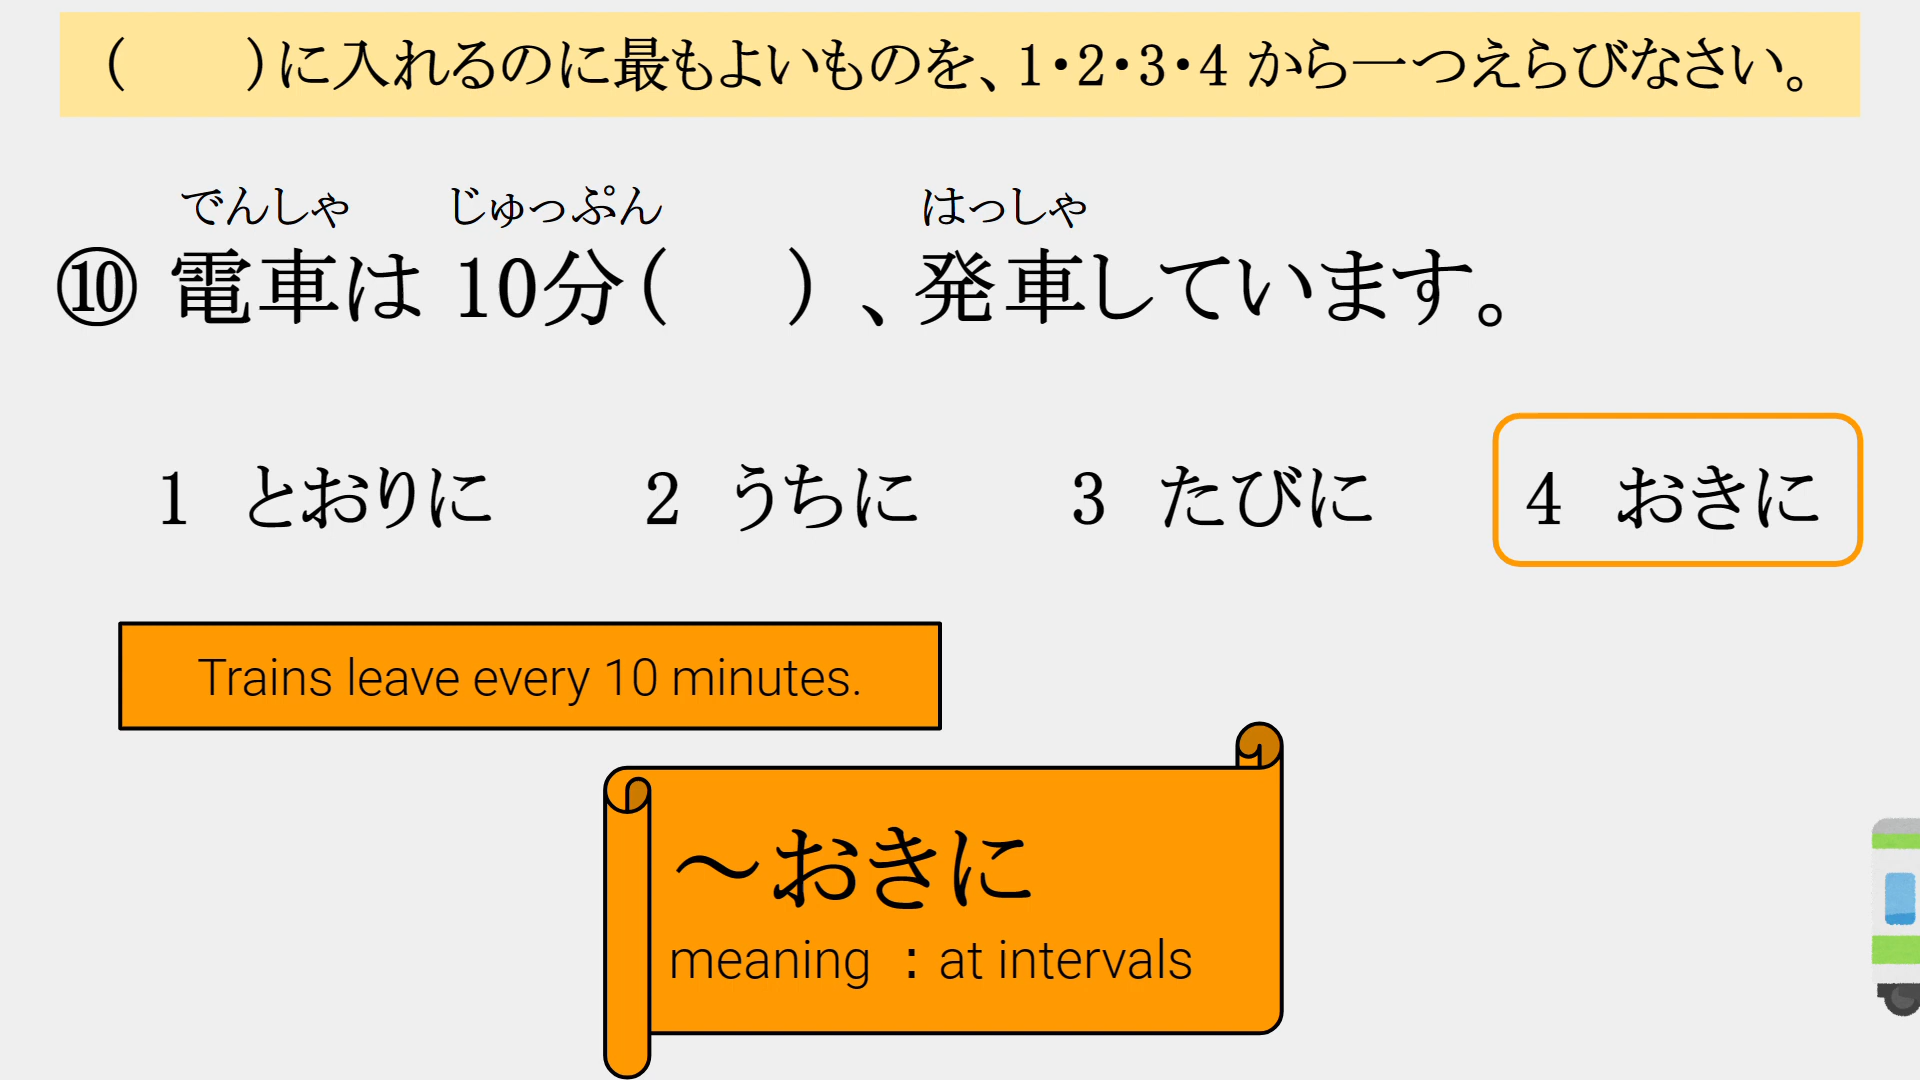 (　　)に入れるのに最もよいものを、1・2・3・4 から一つえらびなさい。
でんしゃ　じゅっぷん　はっしゃ
⑩ 電車は 10分(　　)、発車しています。
1 とおりに　2 うちに　3 たびに　4 おきに
Trains leave every 10 minutes.
～おきに
meaning ：at intervals